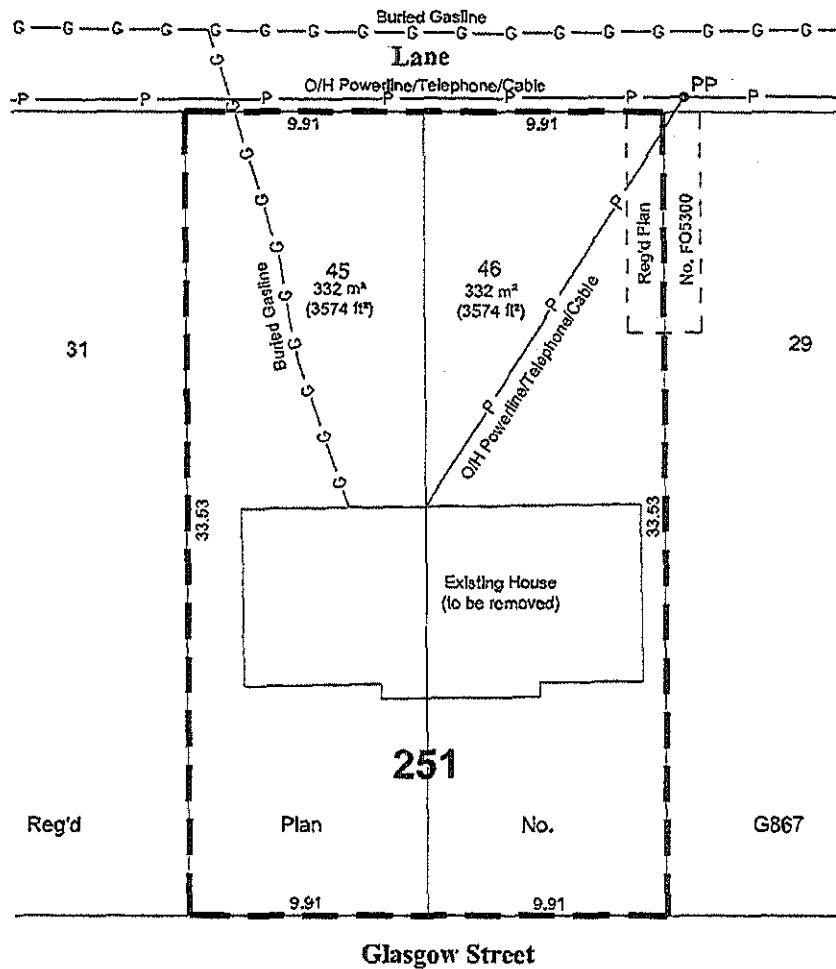 Buried Gasline
G G G G G G G G G G G G G G G G G
Lane
O/H Powerline/Telephone/Cable
PP
P P P P P P P
9.91 9.91
G
G
G
G
G
G
G
G
G
G
Buried Gasline
45
332 m²
(3574 ft²)
46
332 m²
(3574 ft²)
P
P
P
O/H Powerline/Telephone/Cable
Reg'd Plan
No. FO5300
31
29
33.53
33.53
Existing House
(to be removed)
251
Reg'd Plan No. G867
9.91 9.91
Glasgow Street